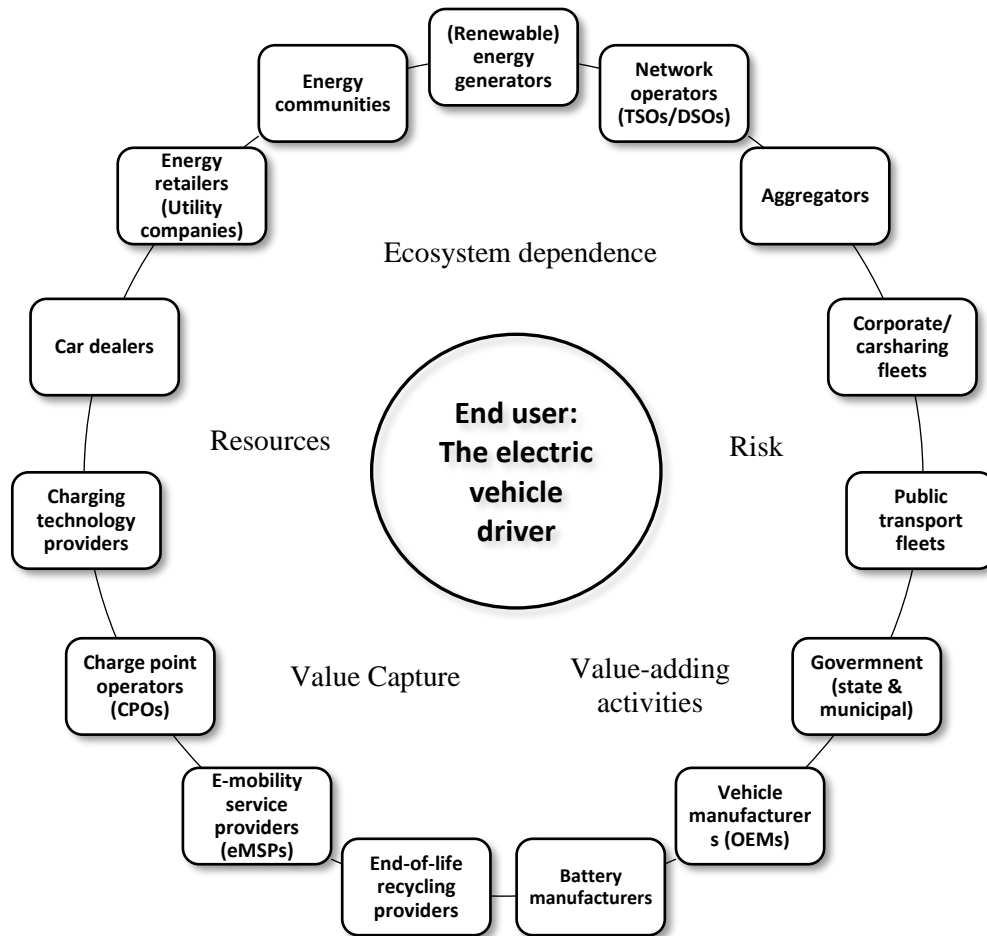 (Renewable)
energy
generators
Network
operators
(TSOs/DSOs)
Aggregators
Corporate/
carsharing
fleets
Public
transport
fleets
Govermnent
(state &
municipal)
Vehicle
manufacturer
s (OEMs)
Battery
manufacturers
End-of-life
recycling
providers
E-mobility
service
providers
(eMSPs)
Charge point
operators
(CPOs)
Charging
technology
providers
Car dealers
Energy
retailers
(Utility
companies)
Energy
communities
Ecosystem dependence
Risk
Value-adding
activities
Value Capture
Resources
End user:
The electric
vehicle
driver